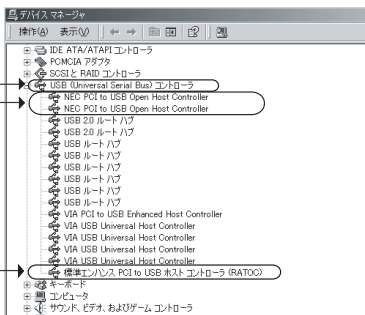 デバイス マネージャ
操作(A) 表示(V)
IDE ATA/ATAPI コントローラ
PCMCIA アダプタ
SCSI と RAID コントローラ
USB (Universal Serial Bus) コントローラ
NEC PCI to USB Open Host Controller
NEC PCI to USB Open Host Controller
USB 2.0 ルート ハブ
USB 2.0 ルート ハブ
USB ルート ハブ
USB ルート ハブ
USB ルート ハブ
USB ルート ハブ
USB ルート ハブ
USB ルート ハブ
VIA PCI to USB Enhanced Host Controller
VIA USB Universal Host Controller
VIA USB Universal Host Controller
VIA USB Universal Host Controller
VIA USB Universal Host Controller
標準エンハンス PCI to USB ホスト コントローラ (RATOC)
キーボード
コンピュータ
サウンド、ビデオ、およびゲーム コントローラ